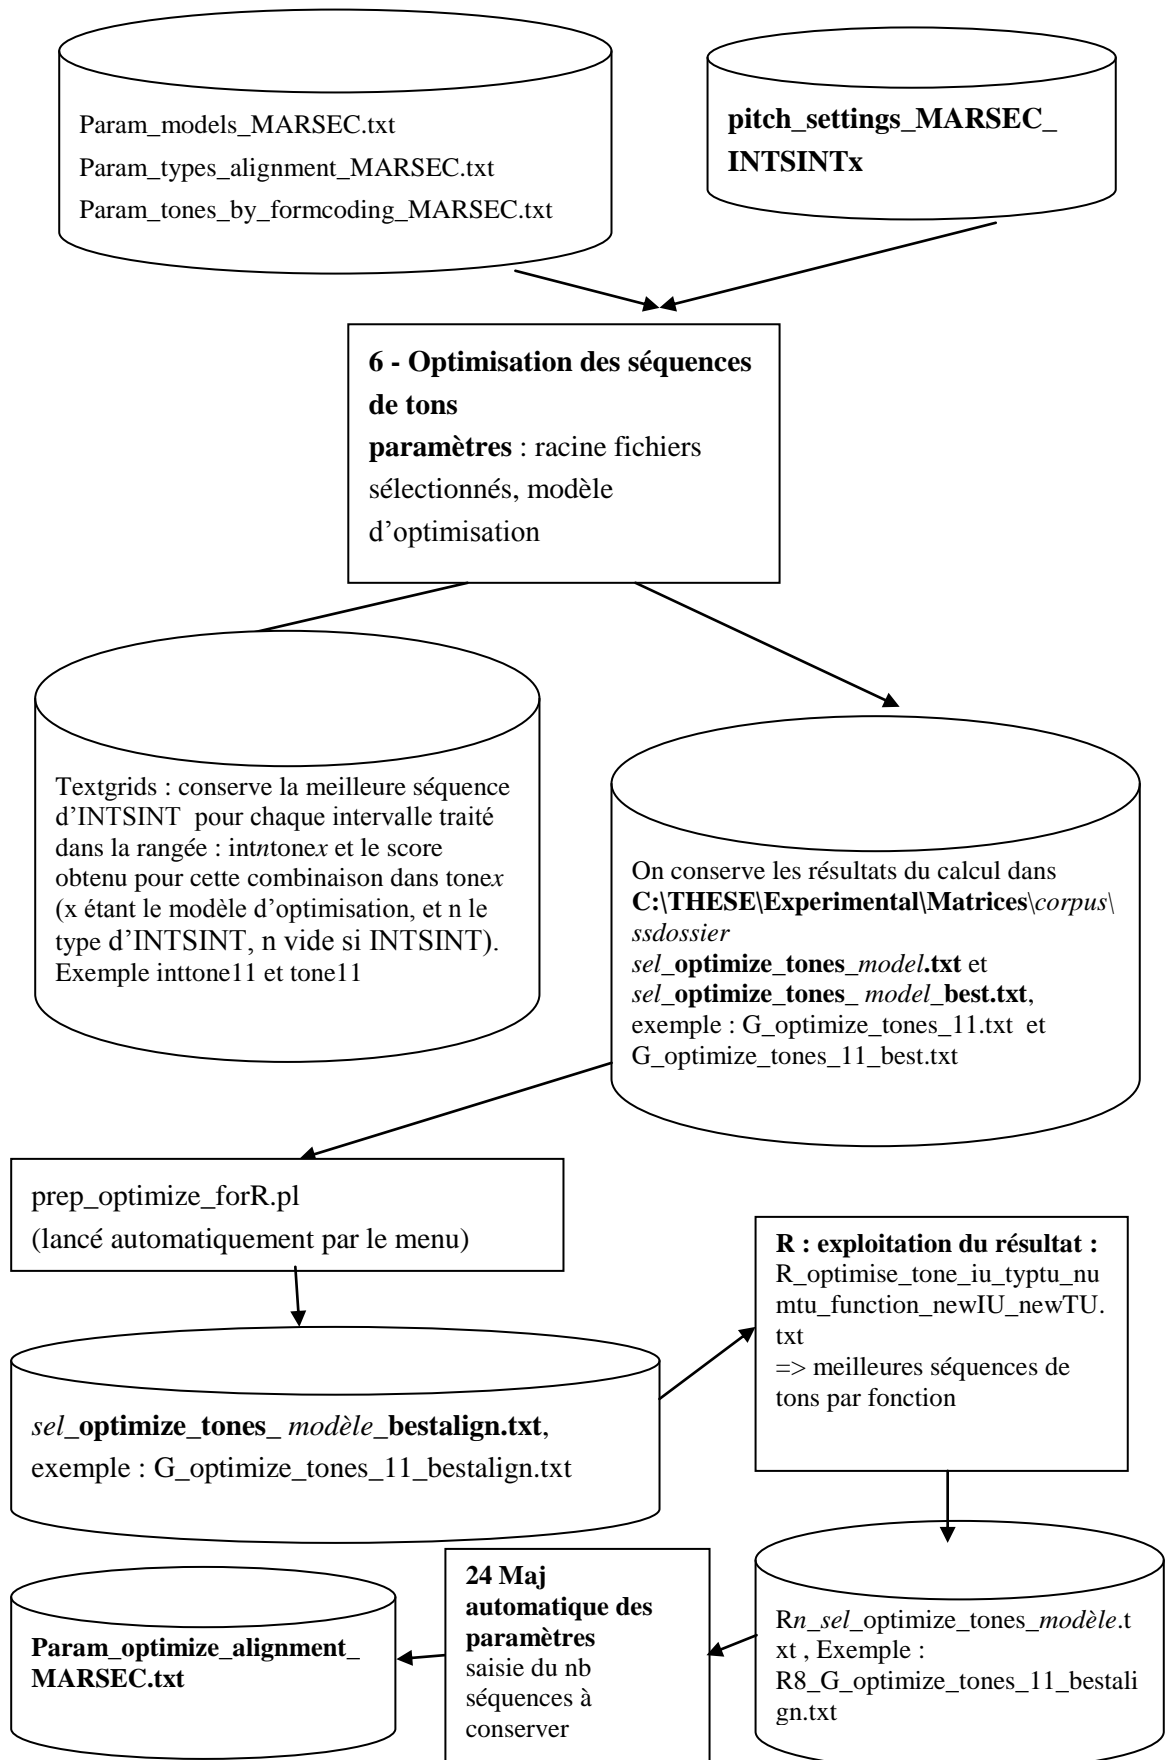 Param_models_MARSEC.txt
Param_types_alignment_MARSEC.txt
Param_tones_by_formcoding_MARSEC.txt
pitch_settings_MARSEC_
INTSINTx
6 - Optimisation des séquences
de tons
paramètres : racine fichiers
sélectionnés, modèle
d’optimisation
Textgrids : conserve la meilleure séquence
d’INTSINT pour chaque intervalle traité
dans la rangée : intntonex et le score
obtenu pour cette combinaison dans tonex
(x étant le modèle d’optimisation, et n le
type d’INTSINT, n vide si INTSINT).
Exemple inttone11 et tone11
On conserve les résultats du calcul dans
C:\THESE\Experimental\Matrices\corpus\
ssdossier
sel_optimize_tones_model.txt et
sel_optimize_tones_ model_best.txt,
exemple : G_optimize_tones_11.txt et
G_optimize_tones_11_best.txt
prep_optimize_forR.pl
(lancé automatiquement par le menu)
R : exploitation du résultat :
R_optimise_tone_iu_typtu_nu
mtu_function_newIU_newTU.
txt
=> meilleures séquences de
tons par fonction
sel_optimize_tones_ modèle_bestalign.txt,
exemple : G_optimize_tones_11_bestalign.txt
Param_optimize_alignment_
MARSEC.txt
24 Maj
automatique des
paramètres
saisie du nb
séquences à
conserver
Rn_sel_optimize_tones_modèle.t
xt , Exemple :
R8_G_optimize_tones_11_bestali
gn.txt